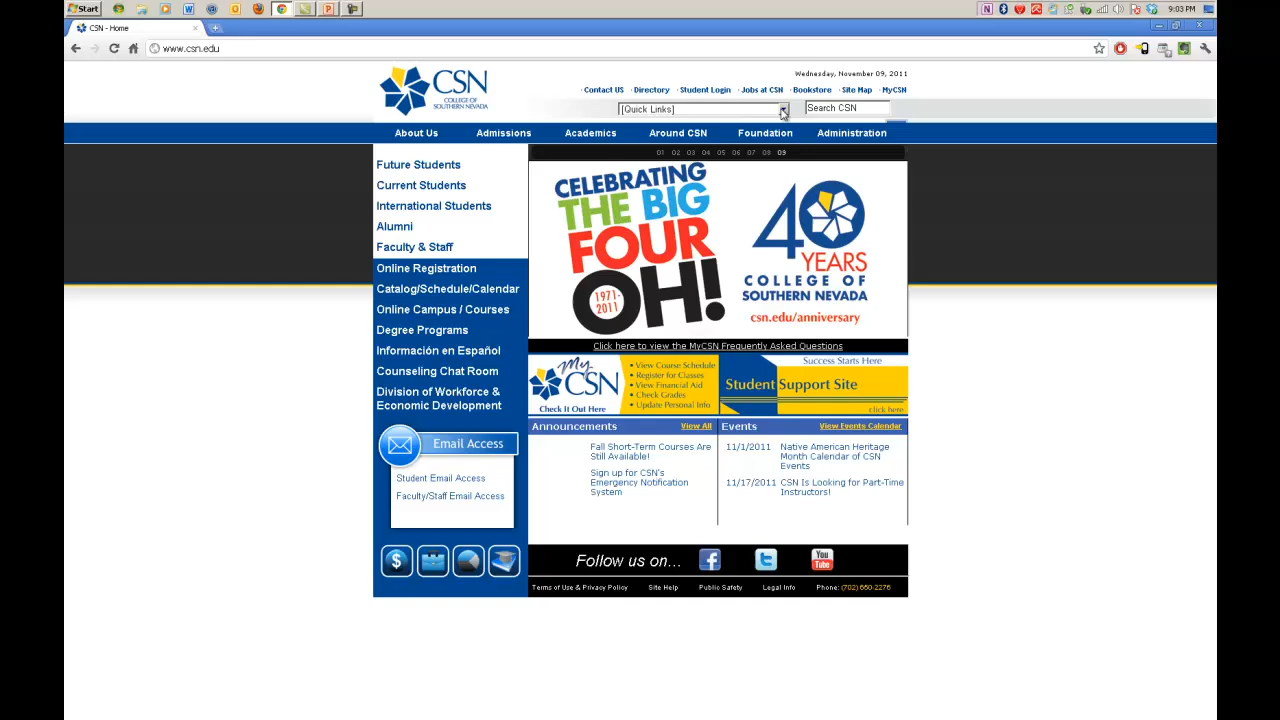 Start
9:03 PM
CSN - Home
www.csn.edu
CSN
COLLEGE OF
SOUTHERN NEVADA
Wednesday, November 09, 2011
Contact US Directory Student Login Jobs at CSN Bookstore Site Map MyCSN
[Quick Links]
Search CSN
About Us Admissions Academics Around CSN Foundation Administration
01 02 03 04 05 06 07 08 09
Future Students
Current Students
International Students
Alumni
Faculty & Staff
Online Registration
Catalog/Schedule/Calendar
Online Campus / Courses
Degree Programs
Información en Español
Counseling Chat Room
Division of Workforce &
Economic Development
Email Access
Student Email Access
Faculty/Staff Email Access
CELEBRATING
THE BIG
FOUR
OH!
1971-
2011
40
YEARS
COLLEGE OF
SOUTHERN NEVADA
csn.edu/anniversary
Click here to view the MyCSN Frequently Asked Questions
My
CSN
Check It Out Here
• View Course Schedule
• Register for Classes
• View Financial Aid
• Check Grades
• Update Personal Info
Success Starts Here
Student Support Site
click here
Announcements View All
Fall Short-Term Courses Are
Still Available!
Sign up for CSN's
Emergency Notification
System
Events View Events Calendar
11/1/2011 Native American Heritage
Month Calendar of CSN
Events
11/17/2011 CSN Is Looking for Part-Time
Instructors!
Follow us on...
You
Tube
Terms of Use & Privacy Policy Site Help Public Safety Legal Info Phone: (702) 650-2276